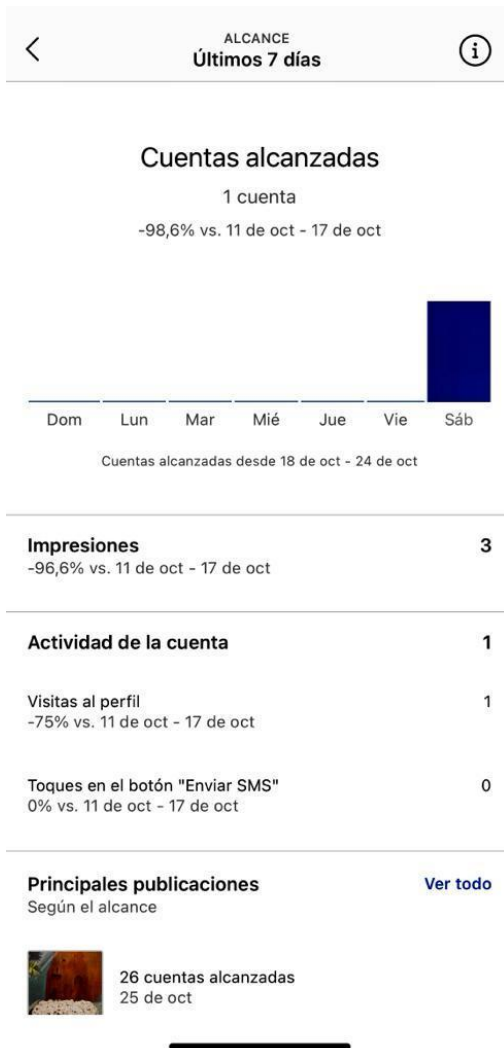 ALCANCE
Últimos 7 días
Cuentas alcanzadas
1 cuenta
-98,6% vs. 11 de oct - 17 de oct
Dom Lun Mar Mié Jue Vie Sáb
Cuentas alcanzadas desde 18 de oct - 24 de oct
Impresiones 3
-96,6% vs. 11 de oct - 17 de oct
Actividad de la cuenta 1
Visitas al perfil 1
-75% vs. 11 de oct - 17 de oct
Toques en el botón "Enviar SMS" 0
0% vs. 11 de oct - 17 de oct
Principales publicaciones Ver todo
Según el alcance
26 cuentas alcanzadas
25 de oct